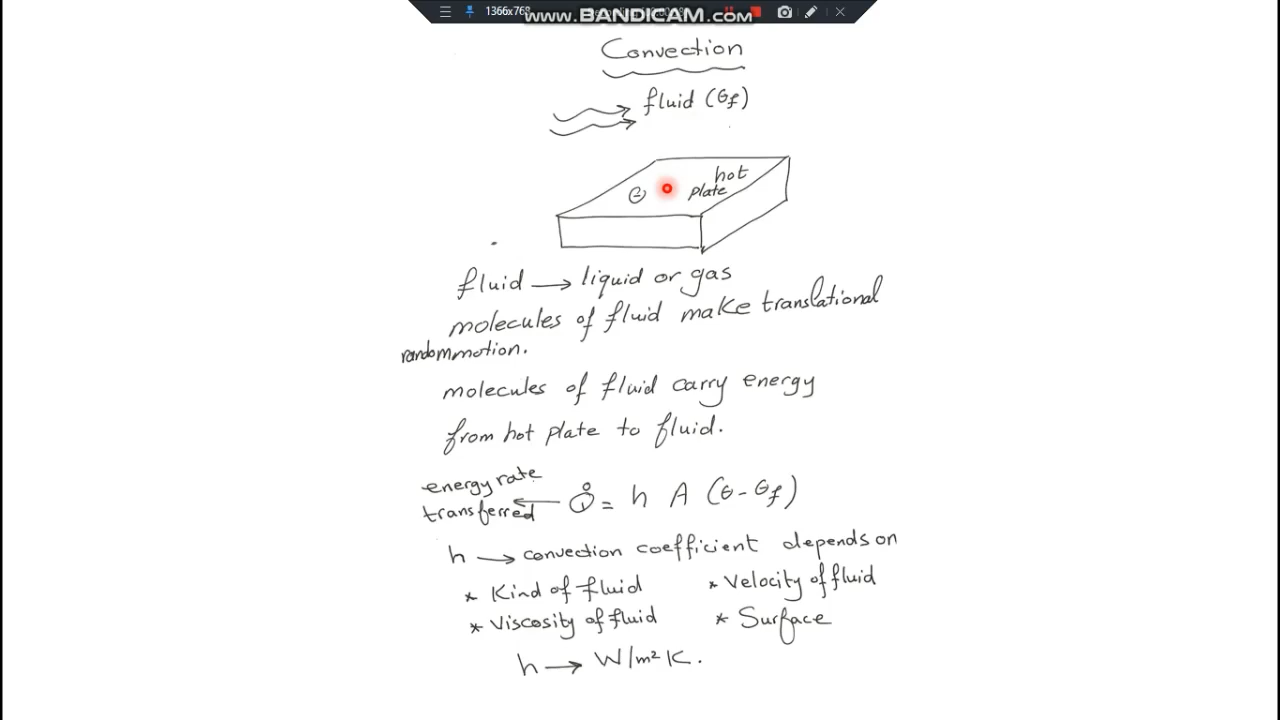 1366x768
www.BANDICAM.com
Convection
fluid (θf)
θ
hot
plate
fluid → liquid or gas
molecules of fluid make translational
random motion.
molecules of fluid carry energy
from hot plate to fluid.
energy rate
transferred ← Q̇ = h A (θ - θf)
h → convection coefficient depends on
* Kind of fluid * Velocity of fluid
* Viscosity of fluid * Surface
h → W/m² K.